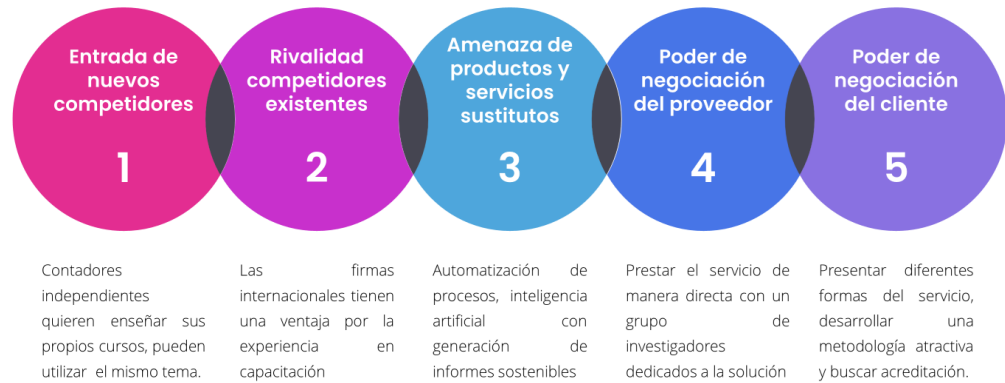 Entrada de
nuevos
competidores
1
Rivalidad
competidores
existentes
2
Amenaza de
productos y
servicios
sustitutos
3
Poder de
negociación
del proveedor
4
Poder de
negociación
del cliente
5
Contadores
independientes
quieren enseñar sus
propios cursos, pueden
utilizar el mismo tema.
Las firmas
internacionales tienen
una ventaja por la
experiencia en
capacitación
Automatización de
procesos, inteligencia
artificial con
generación de
informes sostenibles
Prestar el servicio de
manera directa con un
grupo de
investigadores
dedicados a la solución
Presentar diferentes
formas del servicio,
desarrollar una
metodología atractiva
y buscar acreditación.